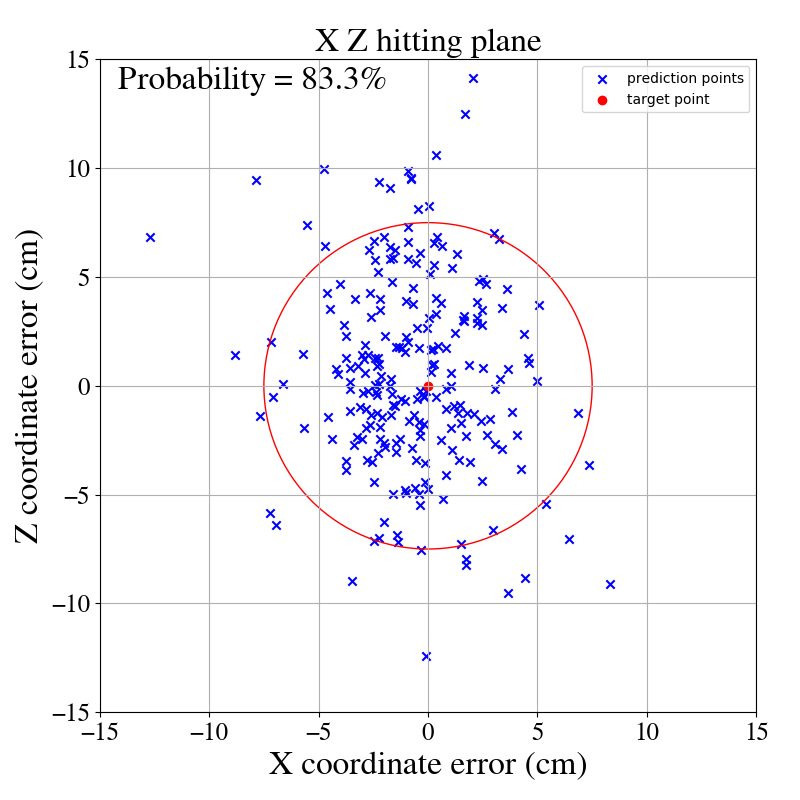 X Z hitting plane
Probability = 83.3%
prediction points
target point
Z coordinate error (cm)
15
10
5
0
−5
−10
−15
−15 −10 −5 0 5 10 15
X coordinate error (cm)